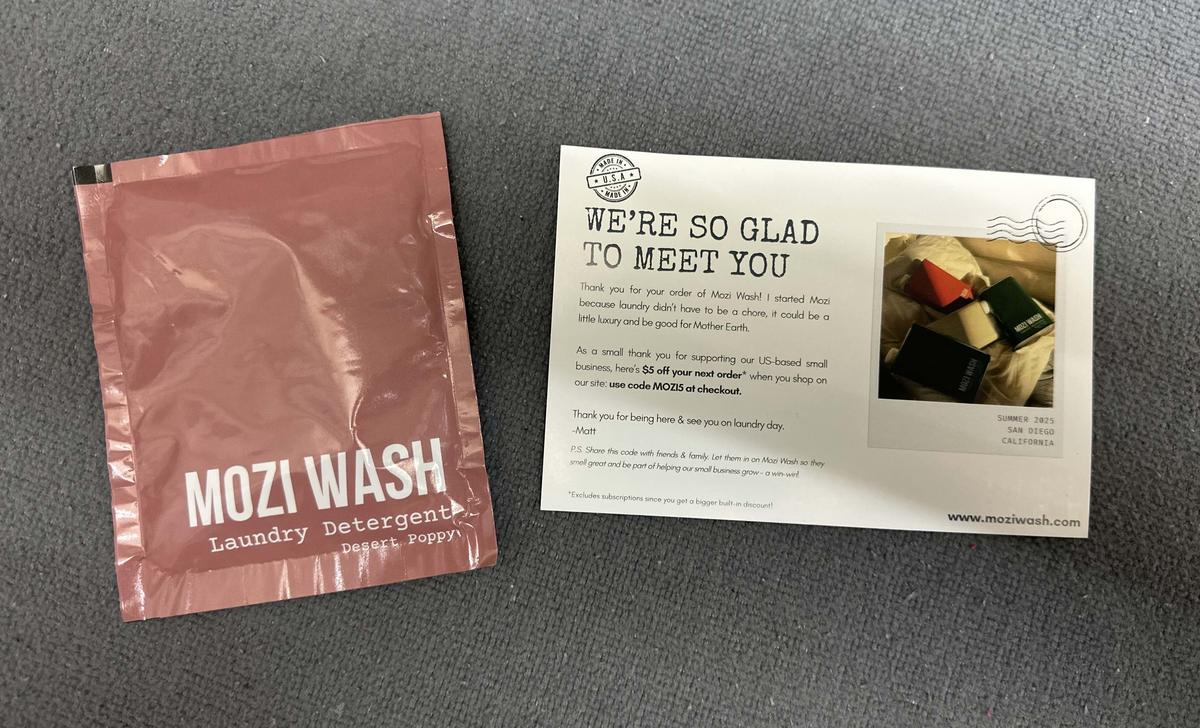 MOZI WASH
Laundry Detergent
Desert Poppy
MADE IN
U.S.A
MADE IN
WE'RE SO GLAD
TO MEET YOU
Thank you for your order of Mozi Wash! I started Mozi
because laundry didn't have to be a chore, it could be a
little luxury and be good for Mother Earth.
As a small thank you for supporting our US-based small
business, here's $5 off your next order* when you shop on
our site: use code MOZI5 at checkout.
Thank you for being here & see you on laundry day.
-Matt
P.S. Share this code with friends & family. Let them in on Mozi Wash so they
smell great and be part of helping our small business grow - a win-win!
*Excludes subscriptions since you get a bigger built-in discount!
MOZI WASH
MOZI WASH
SUMMER 2025
SAN DIEGO
CALIFORNIA
www.moziwash.com